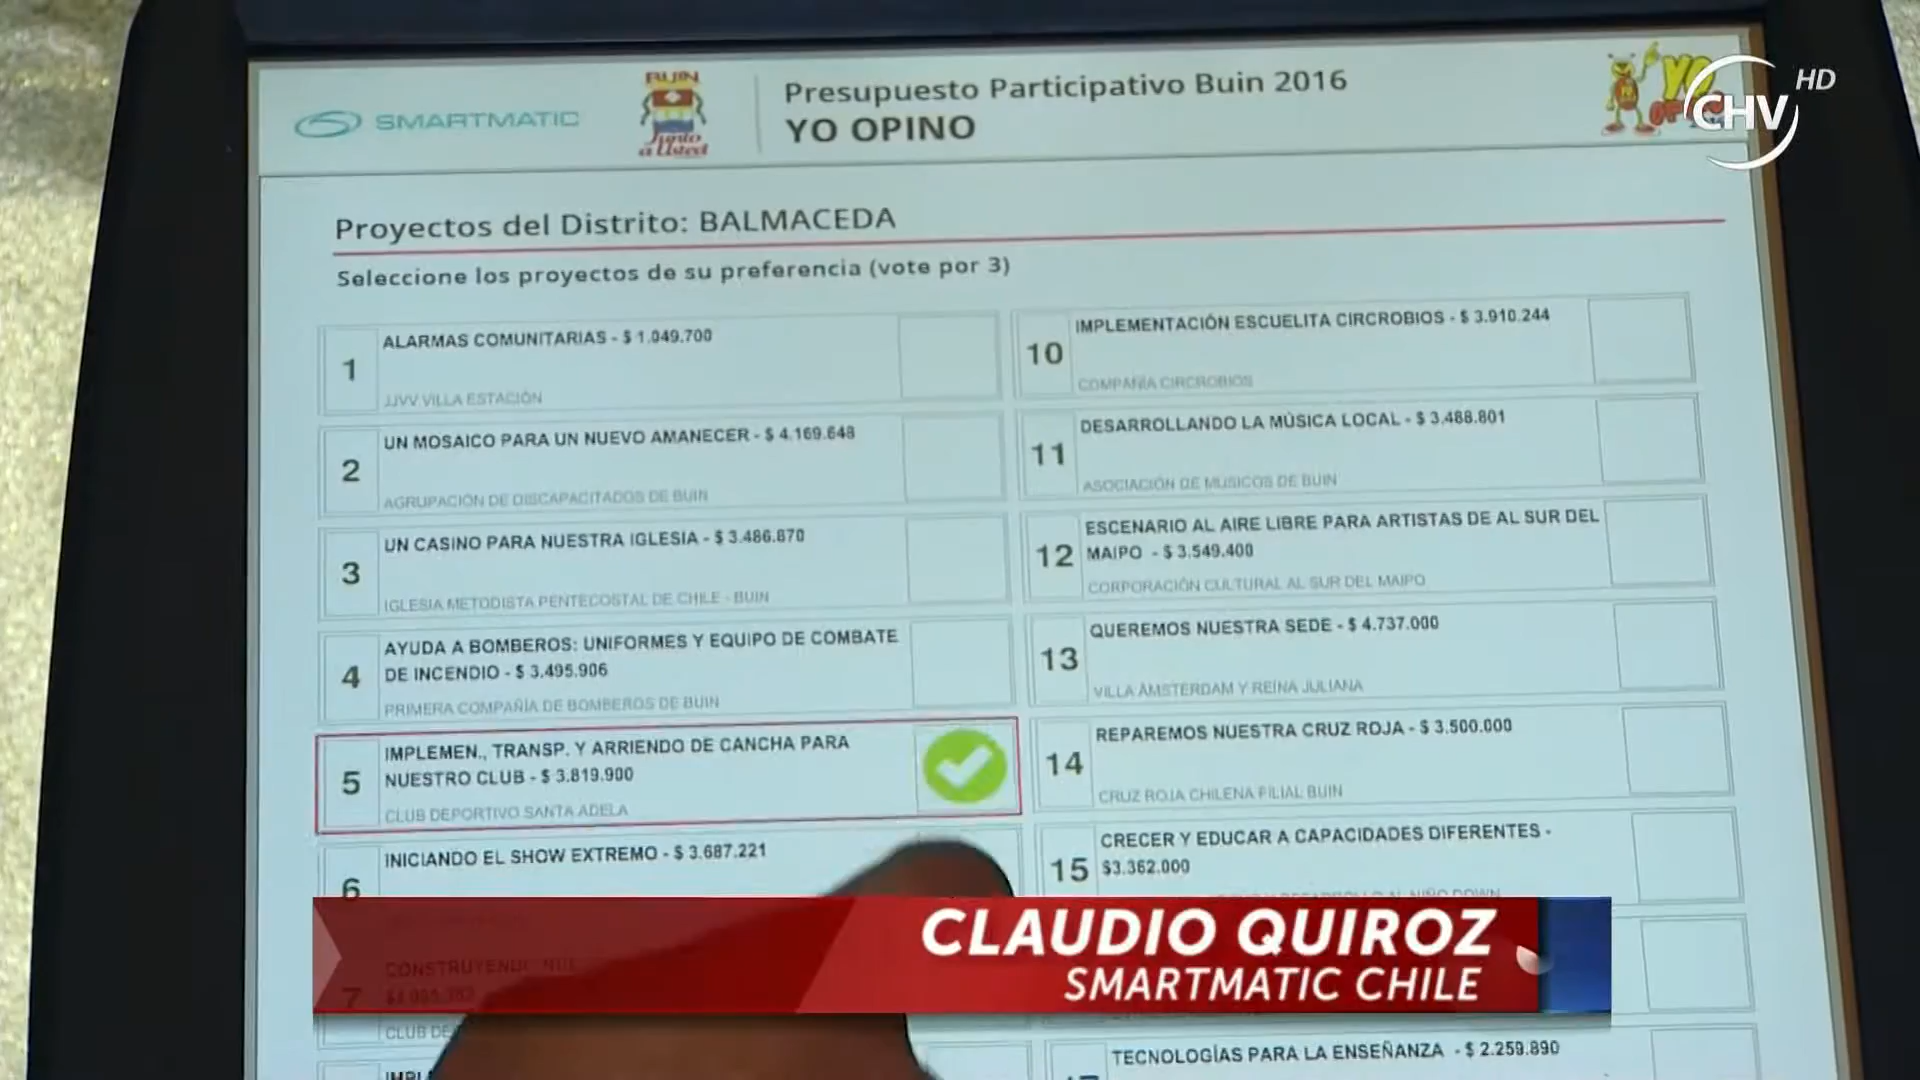 SMARTMATIC
BUIN
Junto
a Usted
Presupuesto Participativo Buin 2016
YO OPINO
YO
CHV
HD
Proyectos del Distrito: BALMACEDA
Seleccione los proyectos de su preferencia (vote por 3)
1
ALARMAS COMUNITARIAS - $ 1.049.700
JJVV VILLA ESTACIÓN
2
UN MOSAICO PARA UN NUEVO AMANECER - $ 4.169.648
AGRUPACIÓN DE DISCAPACITADOS DE BUIN
3
UN CASINO PARA NUESTRA IGLESIA - $ 3.486.870
IGLESIA METODISTA PENTECOSTAL DE CHILE - BUIN
4
AYUDA A BOMBEROS: UNIFORMES Y EQUIPO DE COMBATE
DE INCENDIO - $ 3.495.906
PRIMERA COMPAÑÍA DE BOMBEROS DE BUIN
5
IMPLEMEN., TRANSP. Y ARRIENDO DE CANCHA PARA
NUESTRO CLUB - $ 3.819.900
CLUB DEPORTIVO SANTA ADELA
6
INICIANDO EL SHOW EXTREMO - $ 3.687.221
7
CLUB DE
10
IMPLEMENTACIÓN ESCUELITA CIRCROBIOS - $ 3.910.244
COMPAÑÍA CIRCROBIOS
11
DESARROLLANDO LA MÚSICA LOCAL - $ 3.488.801
ASOCIACIÓN DE MÚSICOS DE BUIN
12
ESCENARIO AL AIRE LIBRE PARA ARTISTAS DE AL SUR DEL
MAIPO - $ 3.549.400
CORPORACIÓN CULTURAL AL SUR DEL MAIPO
13
QUEREMOS NUESTRA SEDE - $ 4.737.000
VILLA ÁMSTERDAM Y REINA JULIANA
14
REPAREMOS NUESTRA CRUZ ROJA - $ 3.500.000
CRUZ ROJA CHILENA FILIAL BUIN
15
CRECER Y EDUCAR A CAPACIDADES DIFERENTES -
$3.362.000
TECNOLOGÍAS PARA LA ENSEÑANZA - $ 2.259.890
CLAUDIO QUIROZ
SMARTMATIC CHILE